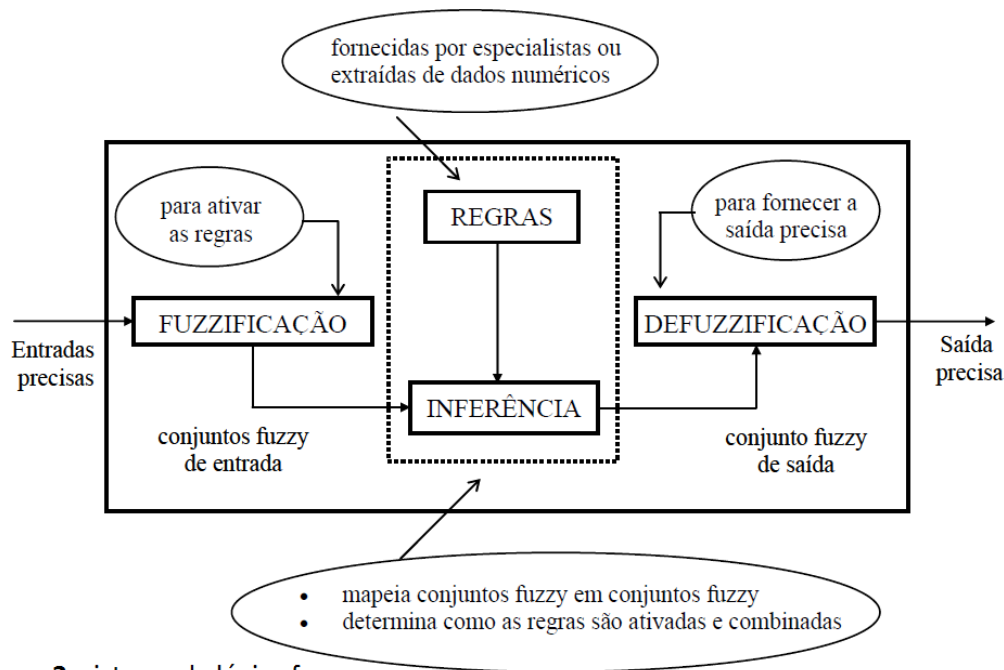 fornecidas por especialistas ou
extraídas de dados numéricos
para ativar
as regras
REGRAS
para fornecer a
saída precisa
FUZZIFICAÇÃO
DEFUZZIFICAÇÃO
Entradas
precisas
Saída
precisa
INFERÊNCIA
conjuntos fuzzy
de entrada
conjunto fuzzy
de saída
• mapeia conjuntos fuzzy em conjuntos fuzzy
• determina como as regras são ativadas e combinadas